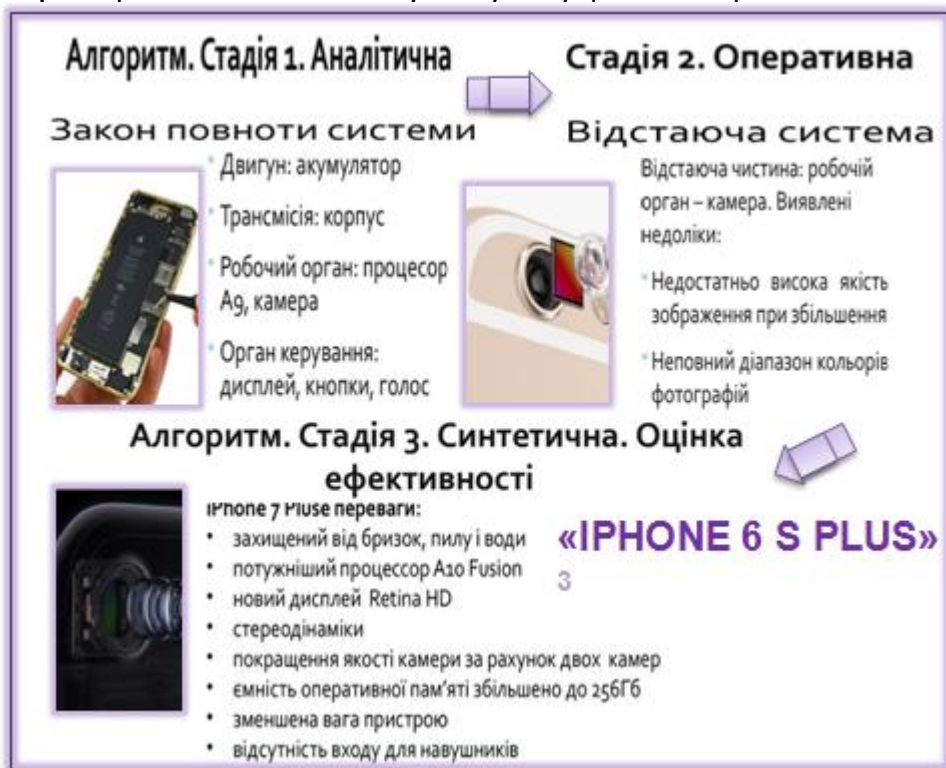 Алгоритм. Стадія 1. Аналітична
Закон повноти системи
Двигун: акумулятор
Трансмісія: корпус
Робочий орган: процесор
А9, камера
Орган керування:
дисплей, кнопки, голос
Стадія 2. Оперативна
Відстаюча система
Відстаюча чистина: робочій
орган – камера. Виявлені
недоліки:
Недостатньо висока якість
зображення при збільшення
Неповний діапазон кольорів
фотографій
Алгоритм. Стадія 3. Синтетична. Оцінка
ефективності
iPhone 7 Pluse переваги:
• захищений від бризок, пилу і води
• потужніший процессор А10 Fusion
• новий дисплей Retina HD
• стереодінаміки
• покращення якості камери за рахунок двох камер
• ємність оперативної пам’яті збільшено до 256Гб
• зменшена вага пристрою
• відсутність входу для навушників
«IPHONE 6 S PLUS»
3